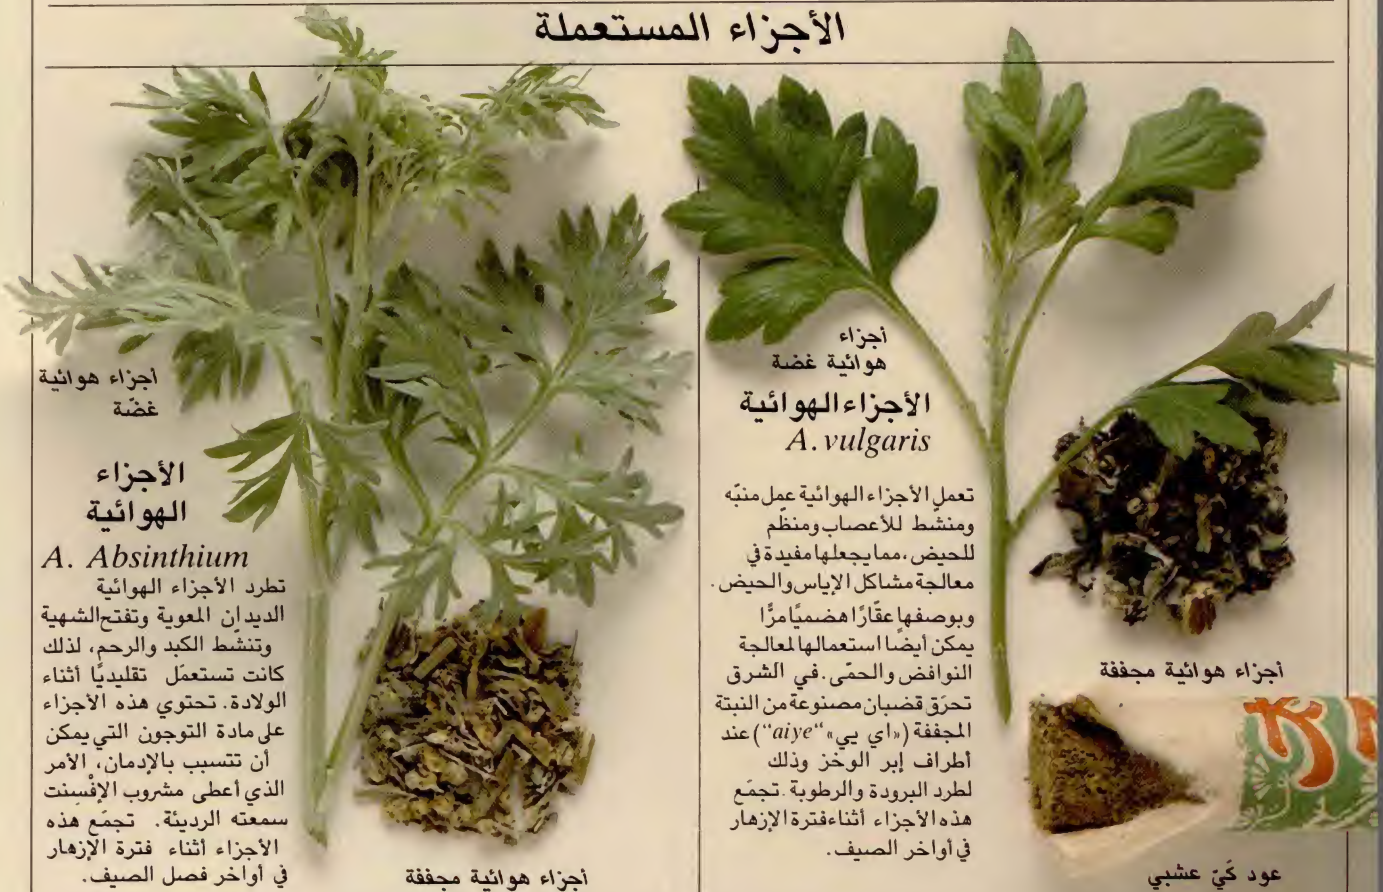 الأجزاء المستعملة
أجزاء
هوائية غضة
الأجزاء الهوائية
A. vulgaris
تعمل الأجزاء الهوائية عمل منبّه
ومنشّط للأعصاب ومنظّم
للحيض، مما يجعلها مفيدة في
معالجة مشاكل الإياس والحيض.
وبوصفها عقّارًا هضميًا مرًّا
يمكن أيضًا استعمالها لمعالجة
النوافض والحمّى. في الشرق
تحرَق قضبان مصنوعة من النبتة
المجففة («اي يي» “aiye”) عند
أطراف إبر الوخز وذلك
لطرد البرودة والرطوبة. تجمَع
هذه الأجزاء أثناء فترة الإزهار
في أواخر الصيف.
أجزاء هوائية مجففة
عود كَيّ عشبي
أجزاء هوائية
غضّة
الأجزاء
الهوائية
A. Absinthium
تطرد الأجزاء الهوائية
الديدان المعوية وتفتح الشهية
وتنشّط الكبد والرحم، لذلك
كانت تستعمَل تقليديًا أثناء
الولادة. تحتوي هذه الأجزاء
على مادة التوجون التي يمكن
أن تتسبب بالإدمان، الأمر
الذي أعطى مشروب الإفْسِنت
سمعته الرديئة. تجمَع هذه
الأجزاء أثناء فترة الإزهار
في أواخر فصل الصيف.
أجزاء هوائية مجففة